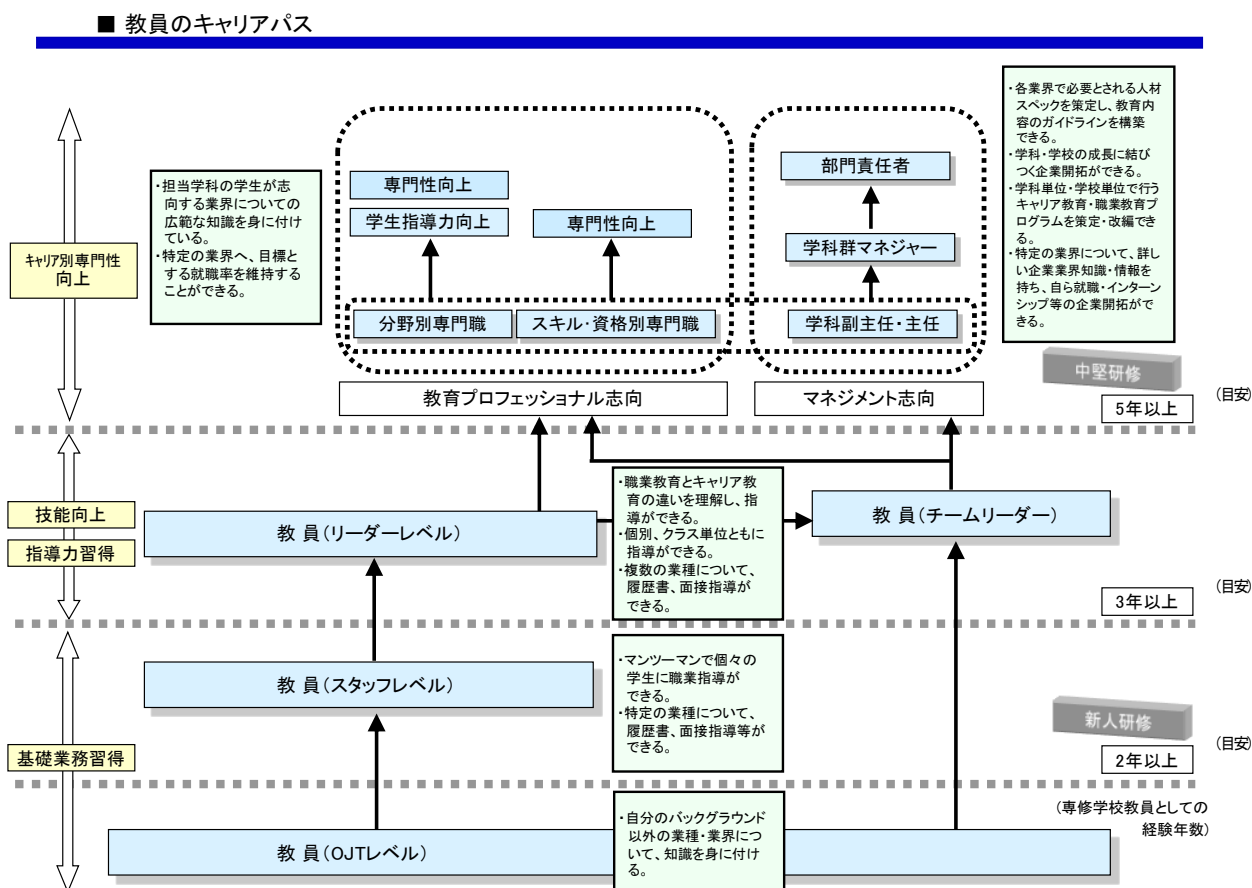 ■ 教員のキャリアパス
・各業界で必要とされる人材
スペックを策定し、教育内
容のガイドラインを構築
できる。
・学科・学校の成長に結び
つく企業開拓ができる。
・学科単位・学校単位で行う
キャリア教育・職業教育プ
ログラムを策定・改編でき
る。
・特定の業界について、詳し
い企業業界知識・情報を
持ち、自ら就職・インターン
シップ等の企業開拓がで
きる。
・担当学科の学生が志
向する業界についての
広範な知識を身に付け
ている。
・特定の業界へ、目標と
する就職率を維持する
ことができる。
専門性向上
学生指導力向上
専門性向上
部門責任者
学科群マネジャー
キャリア別専門性
向上
分野別専門職
スキル・資格別専門職
学科副主任・主任
中堅研修
教育プロフェッショナル志向
マネジメント志向
5年以上
(目安)
技能向上
指導力習得
教 員(リーダーレベル)
・職業教育とキャリア教
育の違いを理解し、指
導ができる。
・個別、クラス単位ともに
指導ができる。
・複数の業種について、
履歴書、面接指導が
できる。
教 員(チームリーダー)
3年以上
(目安)
教 員(スタッフレベル)
・マンツーマンで個々の
学生に職業指導が
できる。
・特定の業種について、
履歴書、面接指導等が
できる。
新人研修
基礎業務習得
2年以上
(目安)
(専修学校教員としての
経験年数)
教 員(OJTレベル)
・自分のバックグラウンド
以外の業種・業界につ
いて、知識を身に付け
る。